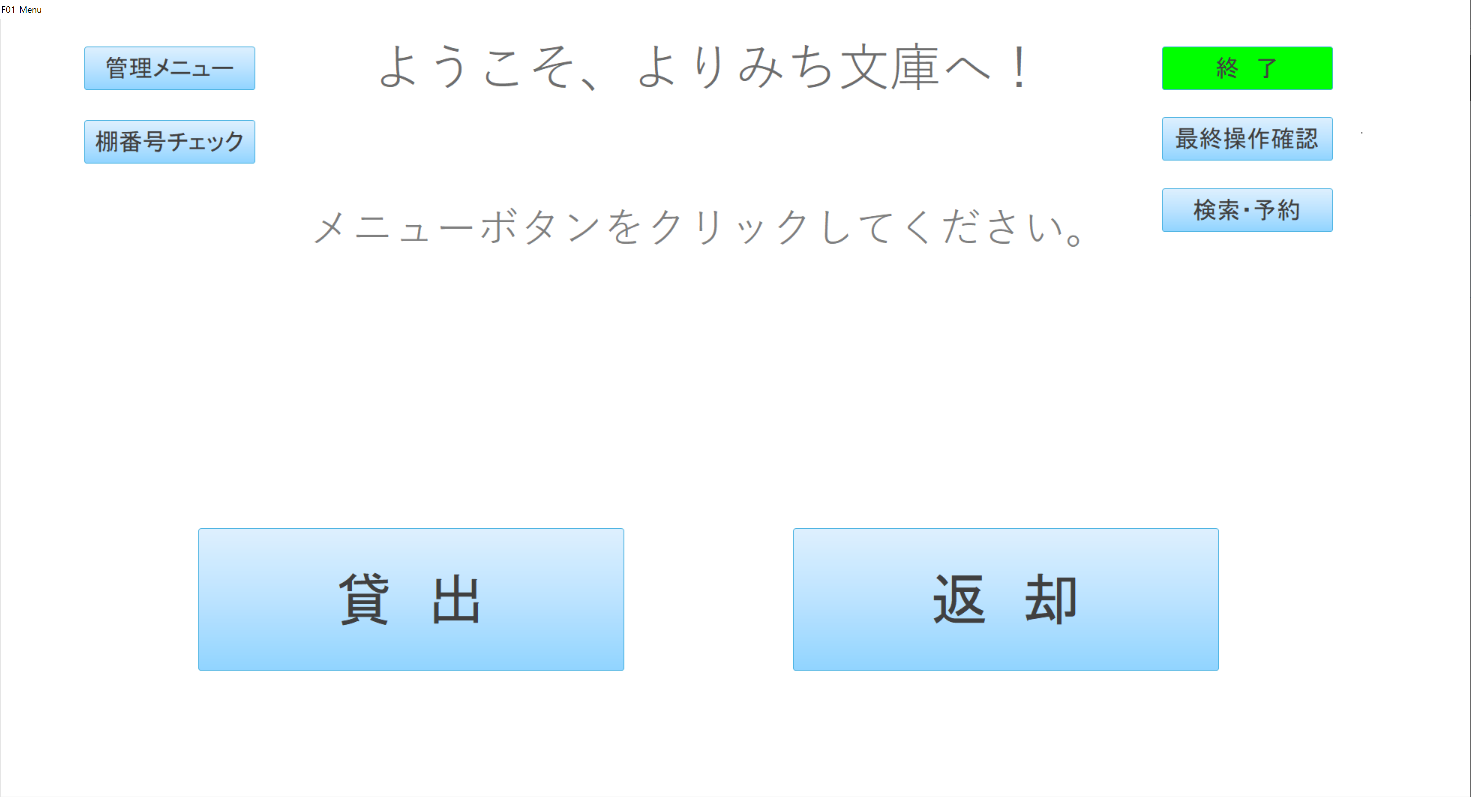 F01 Menu
管理メニュー
ようこそ、よりみち文庫へ！
終　了
棚番号チェック
最終操作確認
メニューボタンをクリックしてください。
検索・予約
貸　出
返　却